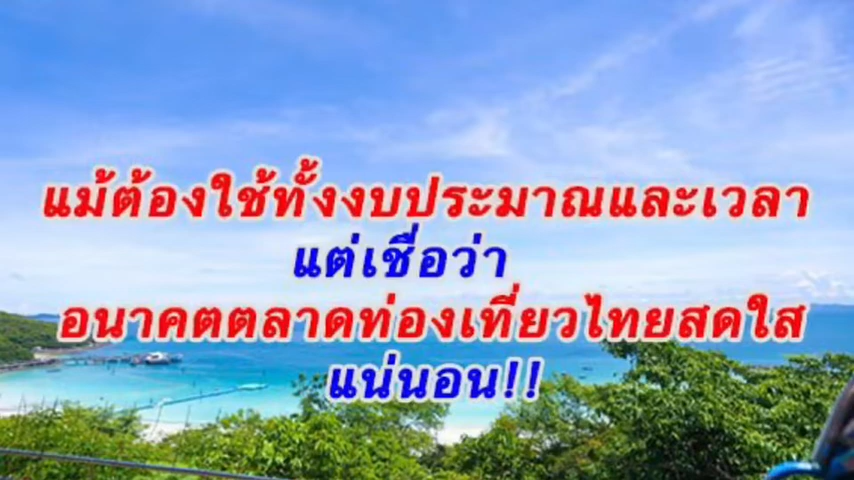 แม้ต้องใช้ทั้งงบประมาณและเวลา
แต่เชื่อว่า
อนาคตตลาดท่องเที่ยวไทยสดใส
แน่นอน!!